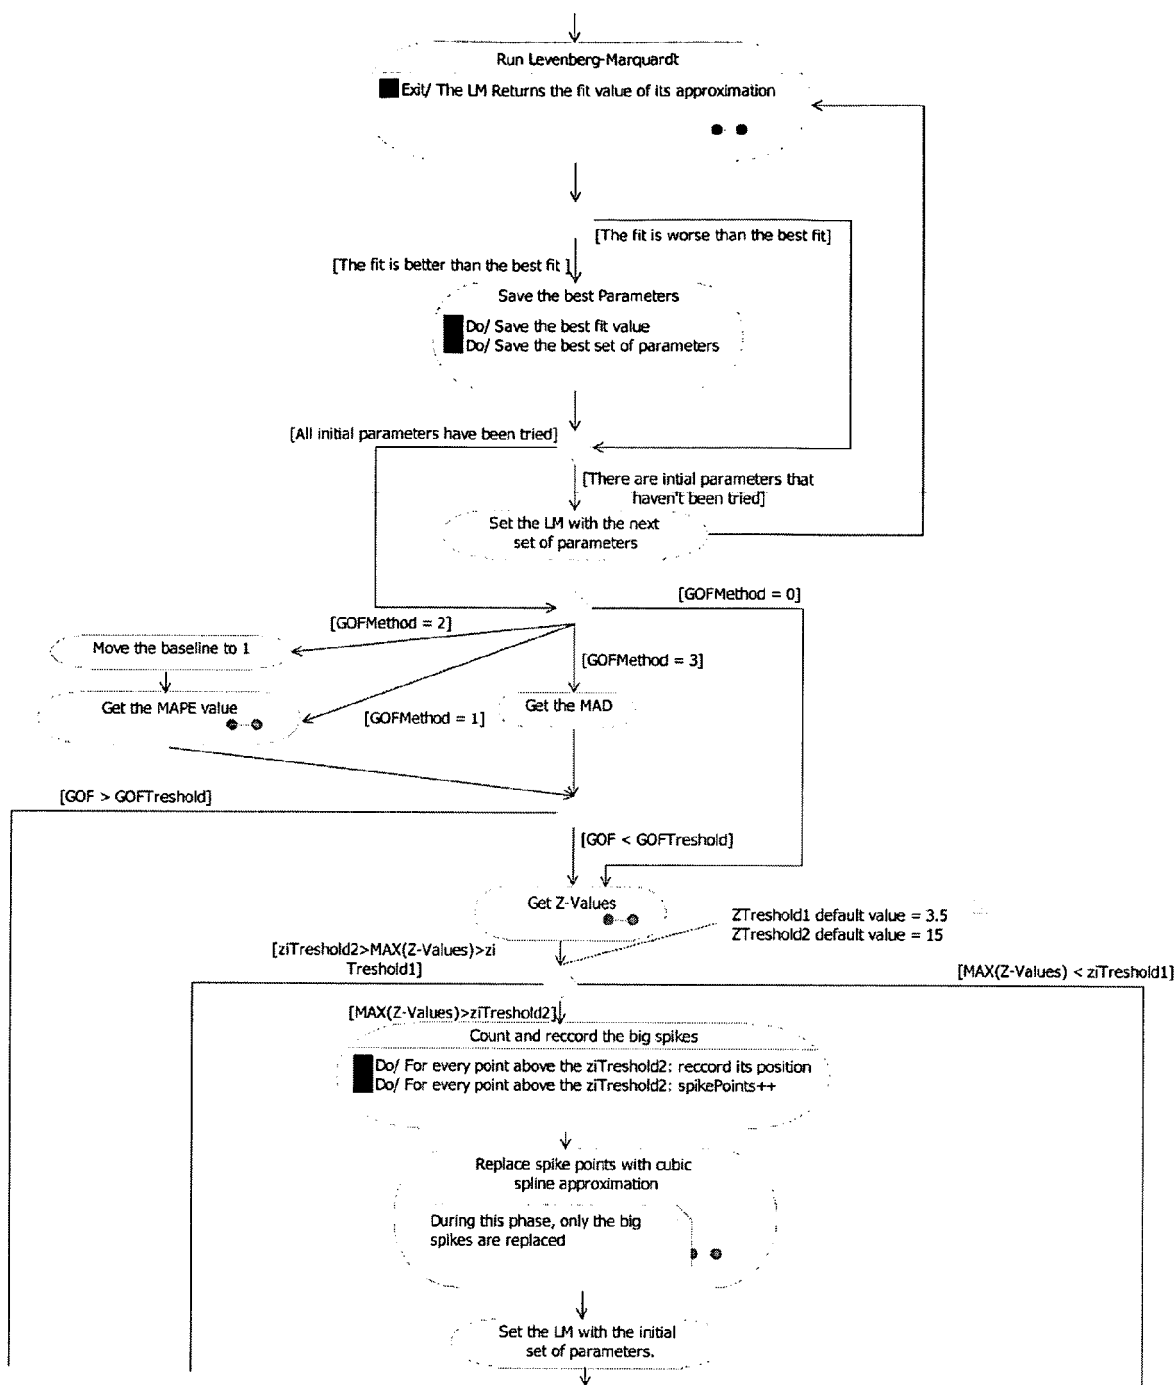 Run Levenberg-Marquardt
Exit/ The LM Returns the fit value of its approximation
[The fit is worse than the best fit]
[The fit is better than the best fit ]
Save the best Parameters
Do/ Save the best fit value
Do/ Save the best set of parameters
[All initial parameters have been tried]
[There are intial parameters that
haven't been tried]
Set the LM with the next
set of parameters
[GOFMethod = 0]
[GOFMethod = 2]
Move the baseline to 1
[GOFMethod = 3]
Get the MAPE value
Get the MAD
[GOFMethod = 1]
[GOF > GOFTreshold]
[GOF < GOFTreshold]
Get Z-Values
ZTreshold1 default value = 3.5
ZTreshold2 default value = 15
[ziTreshold2>MAX(Z-Values)>zi
Treshold1]
[MAX(Z-Values) < ziTreshold1]
[MAX(Z-Values)>ziTreshold2]
Count and reccord the big spikes
Do/ For every point above the ziTreshold2: reccord its position
Do/ For every point above the ziTreshold2: spikePoints++
Replace spike points with cubic
spline approximation
During this phase, only the big
spikes are replaced
Set the LM with the initial
set of parameters.